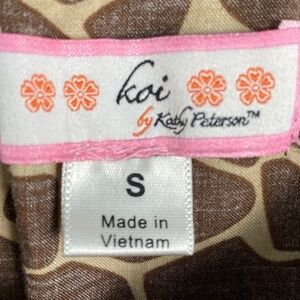 koi
by Kathy Peterson™
S
Made in
Vietnam